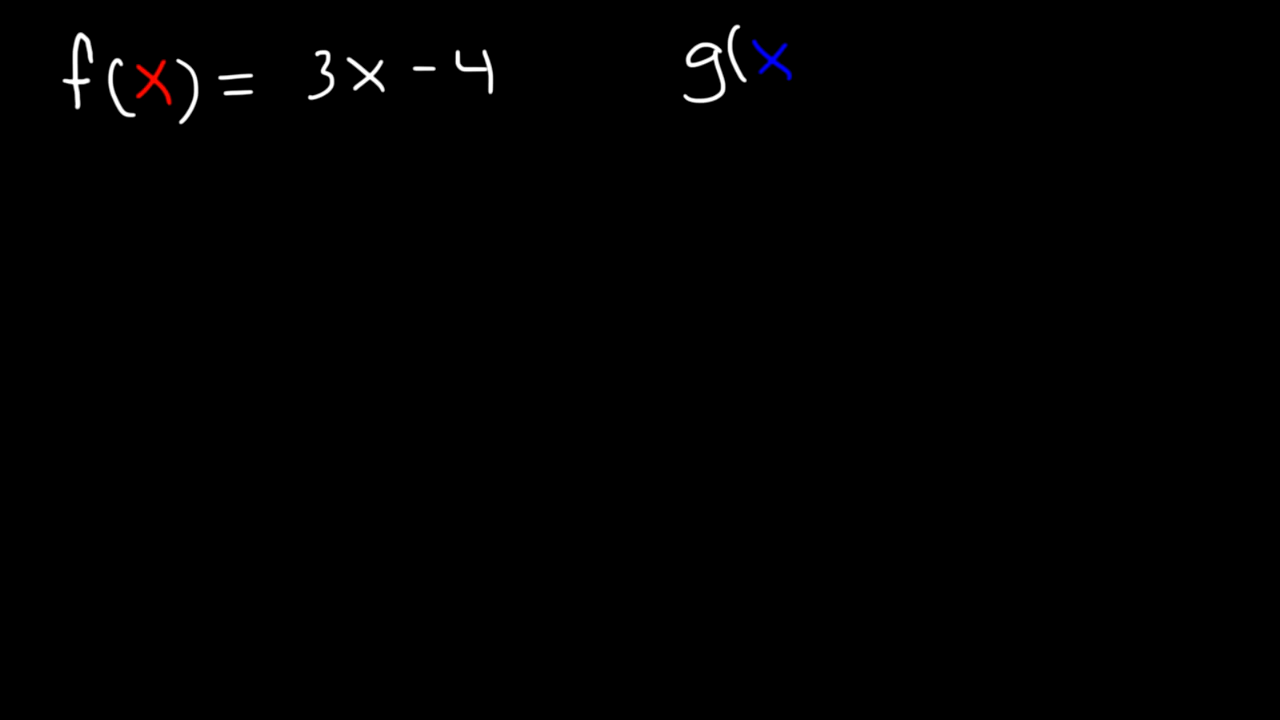 f(x) = 3x - 4 g(x